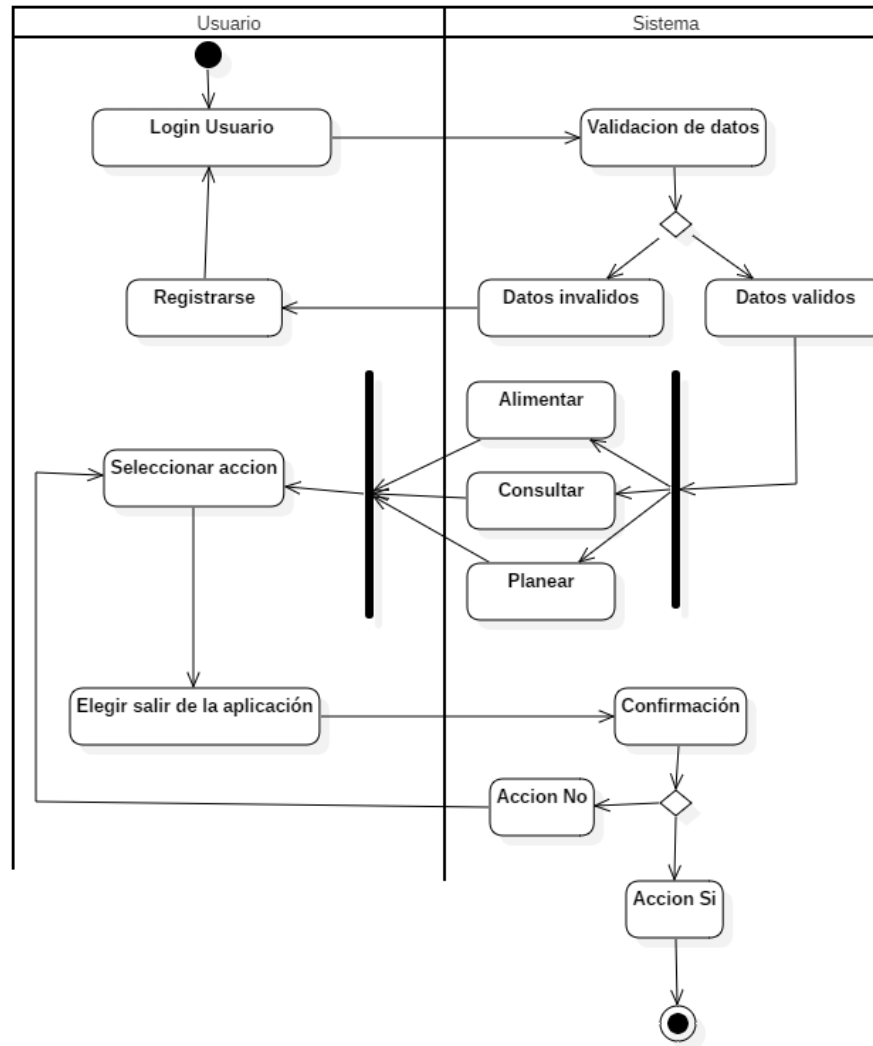 Usuario
Sistema
Login Usuario
Validacion de datos
Registrarse
Datos invalidos
Datos validos
Alimentar
Seleccionar accion
Consultar
Planear
Elegir salir de la aplicación
Confirmación
Accion No
Accion Si